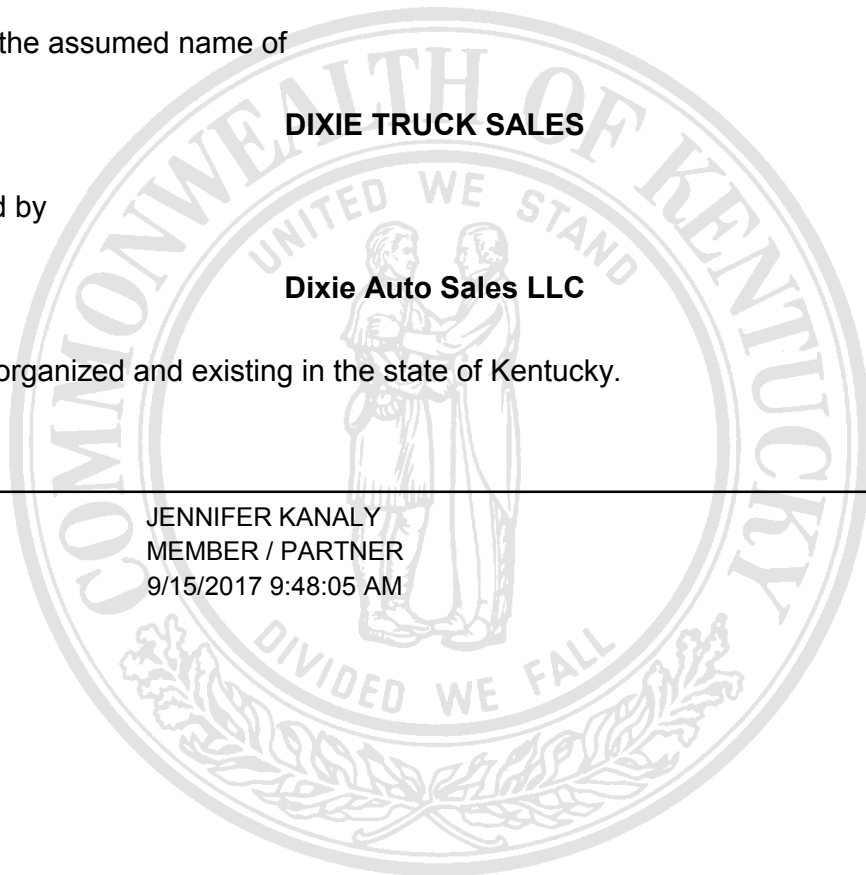 the assumed name of
DIXIE TRUCK SALES
d by
Dixie Auto Sales LLC
organized and existing in the state of Kentucky.
JENNIFER KANALY
MEMBER / PARTNER
9/15/2017 9:48:05 AM
COMMONWEALTH OF KENTUCKY
UNITED WE STAND
DIVIDED WE FALL